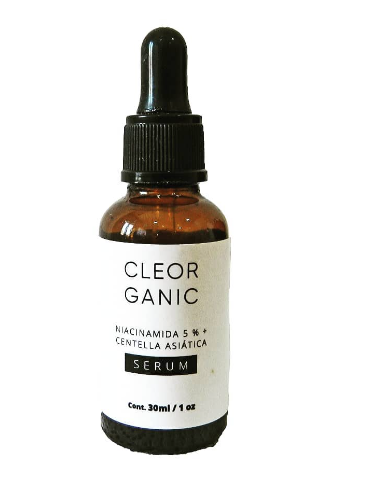 CLEOR
GANIC
NIACINAMIDA 5 % +
CENTELLA ASIÁTICA
SERUM
Cont. 30ml / 1 oz